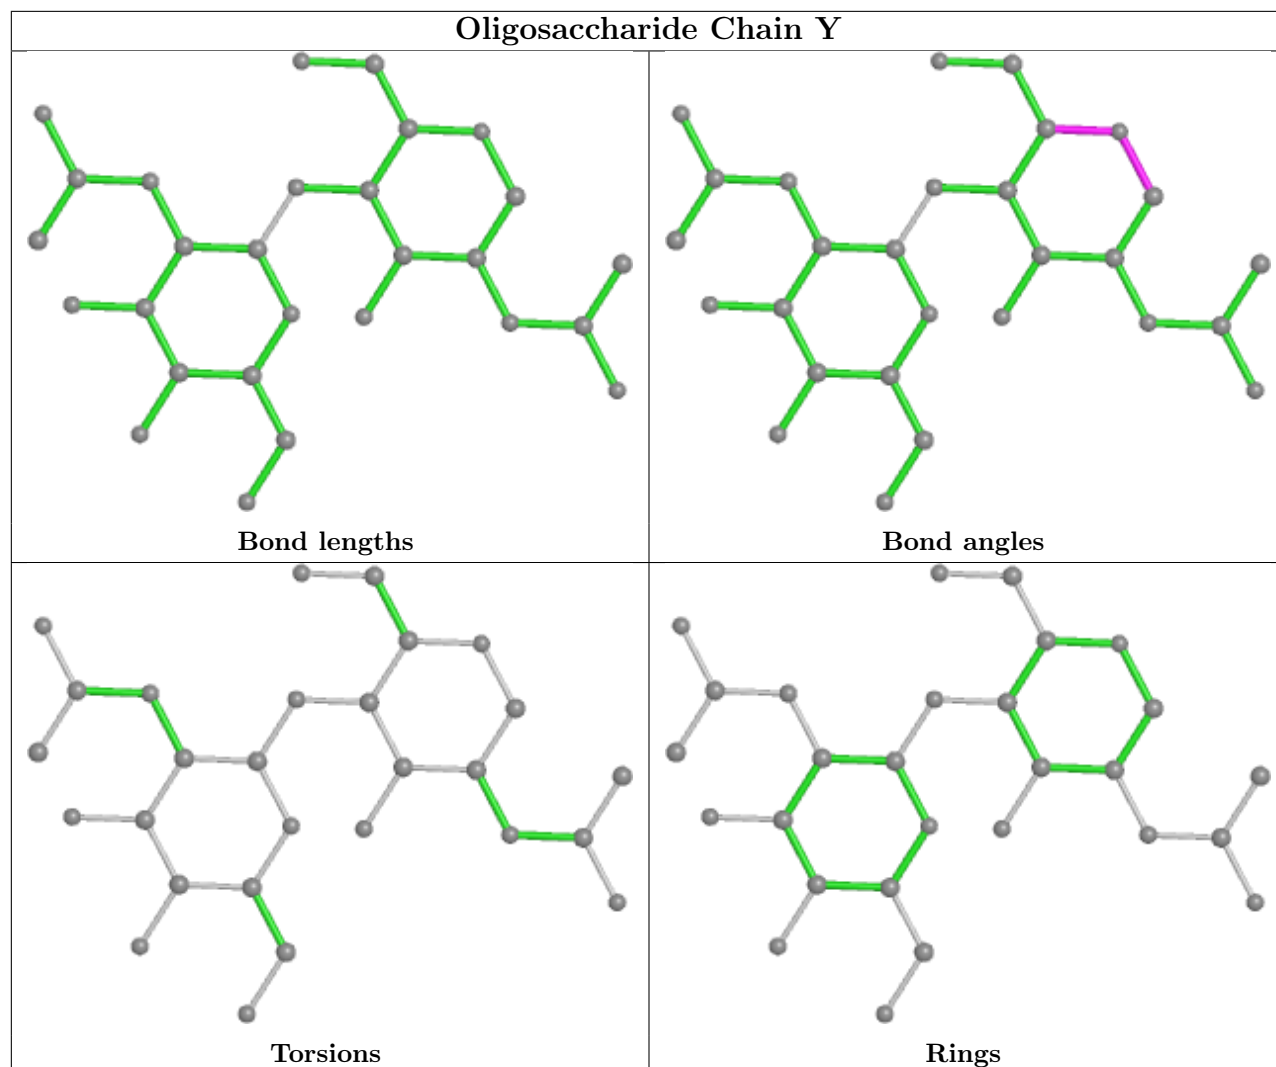 Oligosaccharide Chain Y
Bond lengths
Bond angles
Torsions
Rings